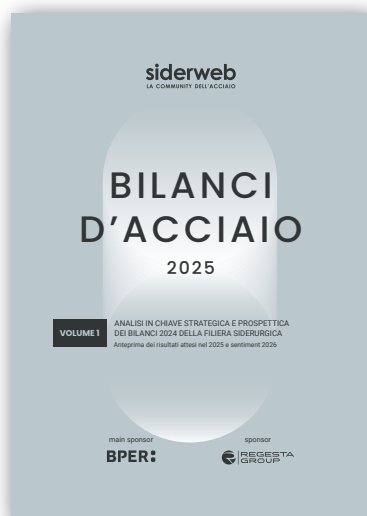 siderweb
LA COMMUNITY DELL'ACCIAIO
BILANCI
D'ACCIAIO
2025
VOLUME 1
ANALISI IN CHIAVE STRATEGICA E PROSPETTICA
DEI BILANCI 2024 DELLA FILIERA SIDERURGICA
Anteprima dei risultati attesi nel 2025 e sentiment 2026
main sponsor
sponsor
BPER:
REGESTA
GROUP